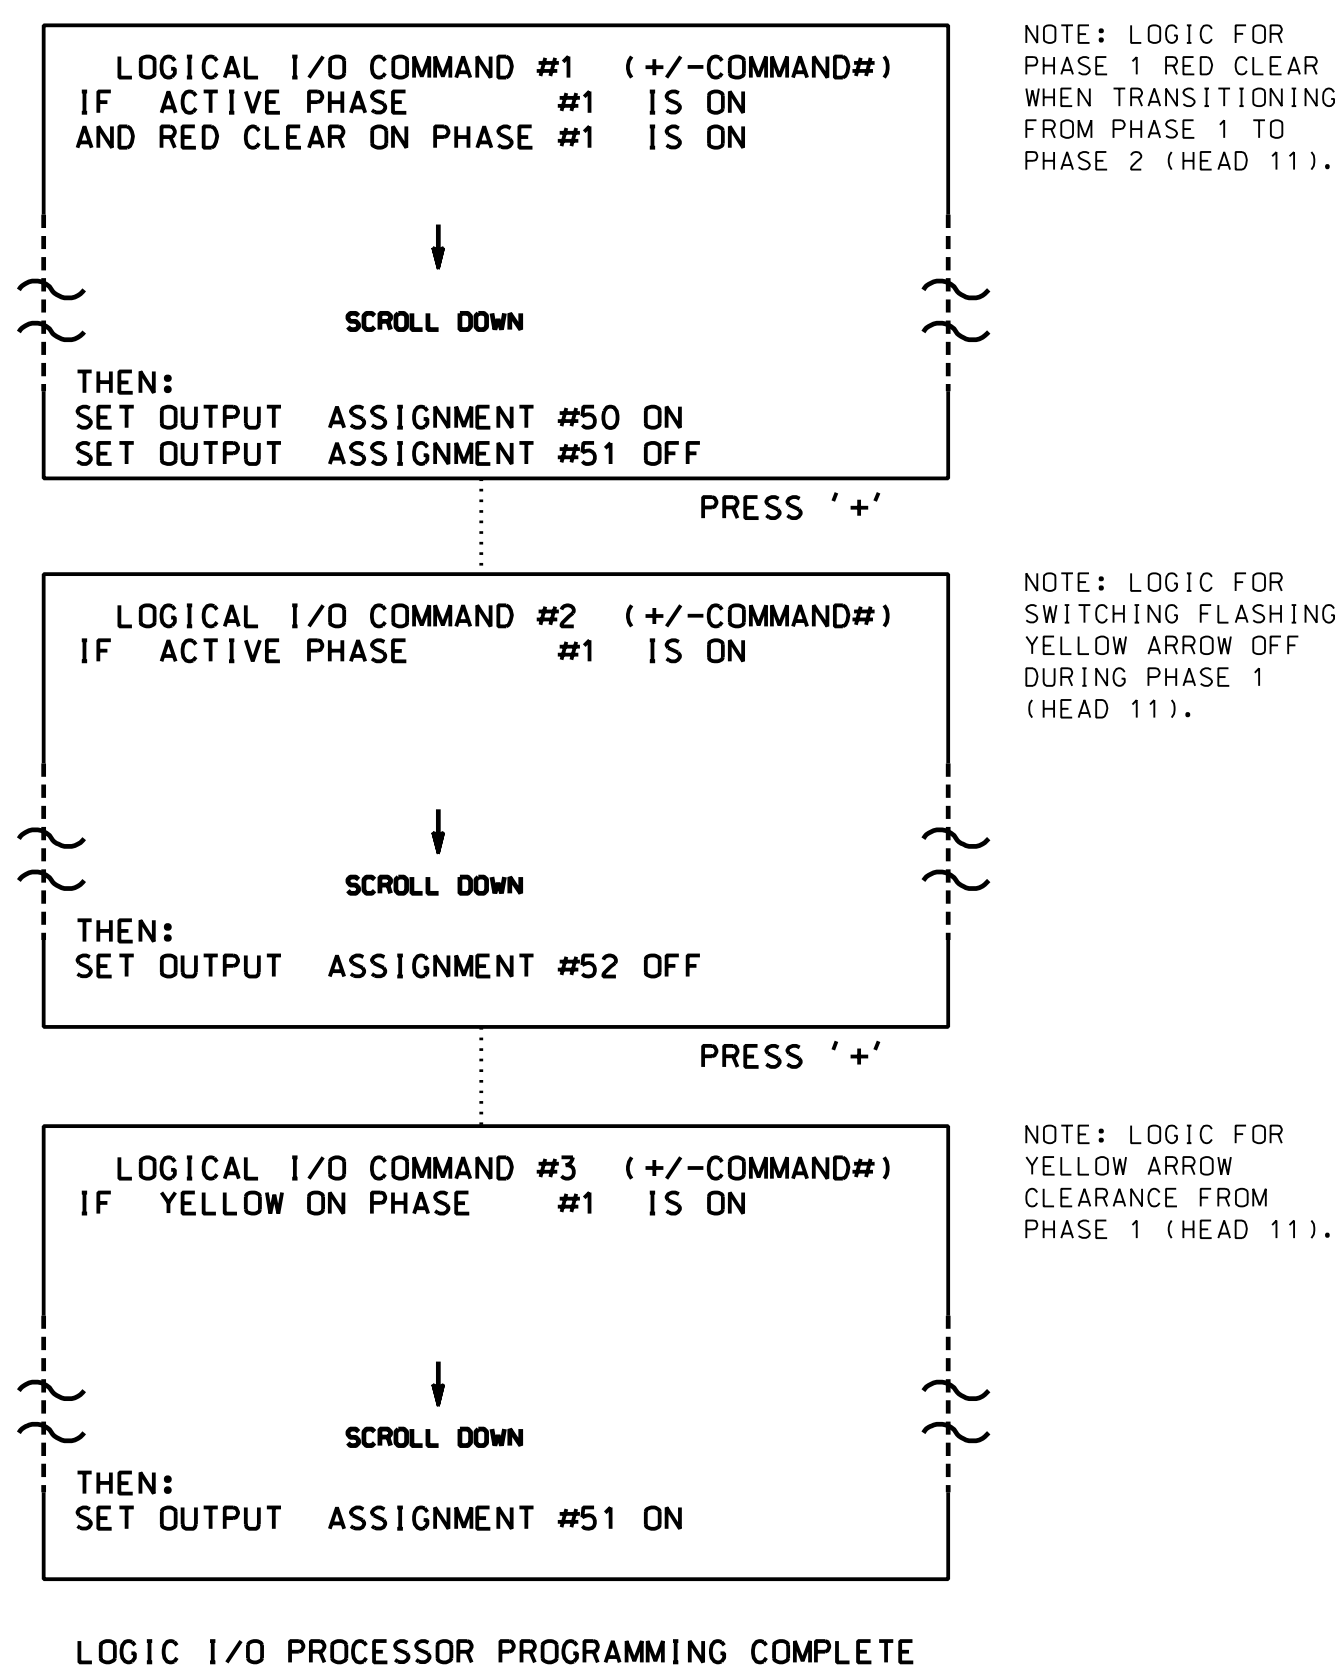 LOGICAL I/O COMMAND #1 (+/-COMMAND#)
IF ACTIVE PHASE #1 IS ON
AND RED CLEAR ON PHASE #1 IS ON
SCROLL DOWN
THEN:
SET OUTPUT ASSIGNMENT #50 ON
SET OUTPUT ASSIGNMENT #51 OFF
NOTE: LOGIC FOR
PHASE 1 RED CLEAR
WHEN TRANSITIONING
FROM PHASE 1 TO
PHASE 2 (HEAD 11).
PRESS '+'
LOGICAL I/O COMMAND #2 (+/-COMMAND#)
IF ACTIVE PHASE #1 IS ON
SCROLL DOWN
THEN:
SET OUTPUT ASSIGNMENT #52 OFF
NOTE: LOGIC FOR
SWITCHING FLASHING
YELLOW ARROW OFF
DURING PHASE 1
(HEAD 11).
PRESS '+'
LOGICAL I/O COMMAND #3 (+/-COMMAND#)
IF YELLOW ON PHASE #1 IS ON
SCROLL DOWN
THEN:
SET OUTPUT ASSIGNMENT #51 ON
NOTE: LOGIC FOR
YELLOW ARROW
CLEARANCE FROM
PHASE 1 (HEAD 11).
LOGIC I/O PROCESSOR PROGRAMMING COMPLETE